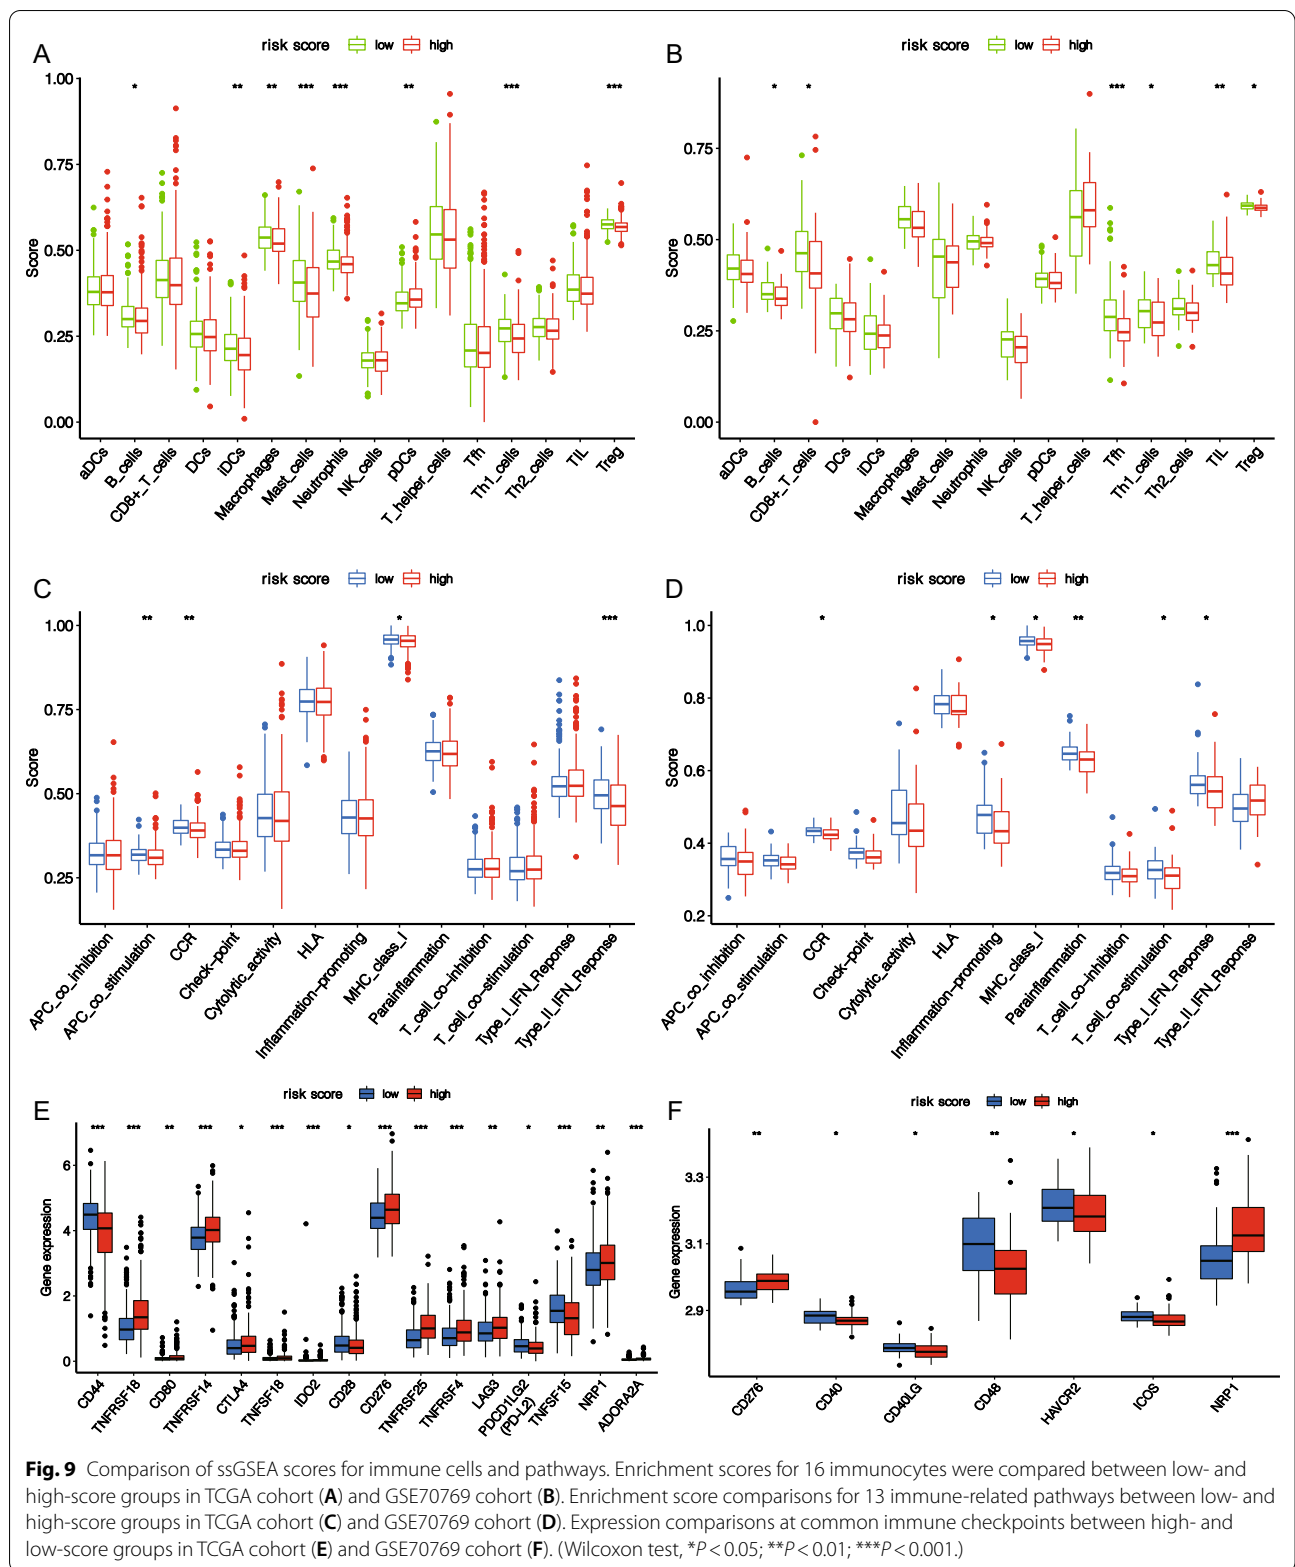 A
risk score low high
Score
1.00
0.75
0.50
0.25
0.00
* ** ** *** *** ** *** ***
aDCs B_cells CD8+_T_cells DCs iDCs Macrophages Mast_cells Neutrophils NK_cells pDCs T_helper_cells Tfh Th1_cells Th2_cells TIL Treg
B
risk score low high
Score
0.75
0.50
0.25
0.00
* * *** * ** *
aDCs B_cells CD8+_T_cells DCs iDCs Macrophages Mast_cells Neutrophils NK_cells pDCs T_helper_cells Tfh Th1_cells Th2_cells TIL Treg
C
risk score low high
Score
1.00
0.75
0.50
0.25
** ** * ***
APC_co_inhibition APC_co_stimulation CCR Check-point Cytolytic_activity HLA Inflammation-promoting MHC_class_I Parainflammation T_cell_co-inhibition T_cell_co-stimulation Type_I_IFN_Reponse Type_II_IFN_Reponse
D
risk score low high
Score
1.0
0.8
0.6
0.4
0.2
* * * ** * *
APC_co_inhibition APC_co_stimulation CCR Check-point Cytolytic_activity HLA Inflammation-promoting MHC_class_I Parainflammation T_cell_co-inhibition T_cell_co-stimulation Type_I_IFN_Reponse Type_II_IFN_Reponse
E
risk score low high
Gene expression
6
4
2
0
*** *** ** *** * *** *** * *** *** *** ** * *** ** ***
CD44 TNFRSF18 CD80 TNFRSF14 CTLA4 TNFSF18 IDO2 CD28 CD276 TNFRSF25 TNFRSF4 LAG3 PDCD1LG2 (PD-L2) TNFSF15 NRP1 ADORA2A
F
risk score low high
Gene expression
3.3
3.1
2.9
** * * ** * * ***
CD276 CD40 CD40LG CD48 HAVCR2 ICOS NRP1
Fig. 9 Comparison of ssGSEA scores for immune cells and pathways. Enrichment scores for 16 immunocytes were compared between low- and
high-score groups in TCGA cohort (A) and GSE70769 cohort (B). Enrichment score comparisons for 13 immune-related pathways between low- and
high-score groups in TCGA cohort (C) and GSE70769 cohort (D). Expression comparisons at common immune checkpoints between high- and
low-score groups in TCGA cohort (E) and GSE70769 cohort (F). (Wilcoxon test, *P < 0.05; **P < 0.01; ***P < 0.001.)